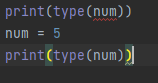 print(type(num))
num = 5
print(type(num))